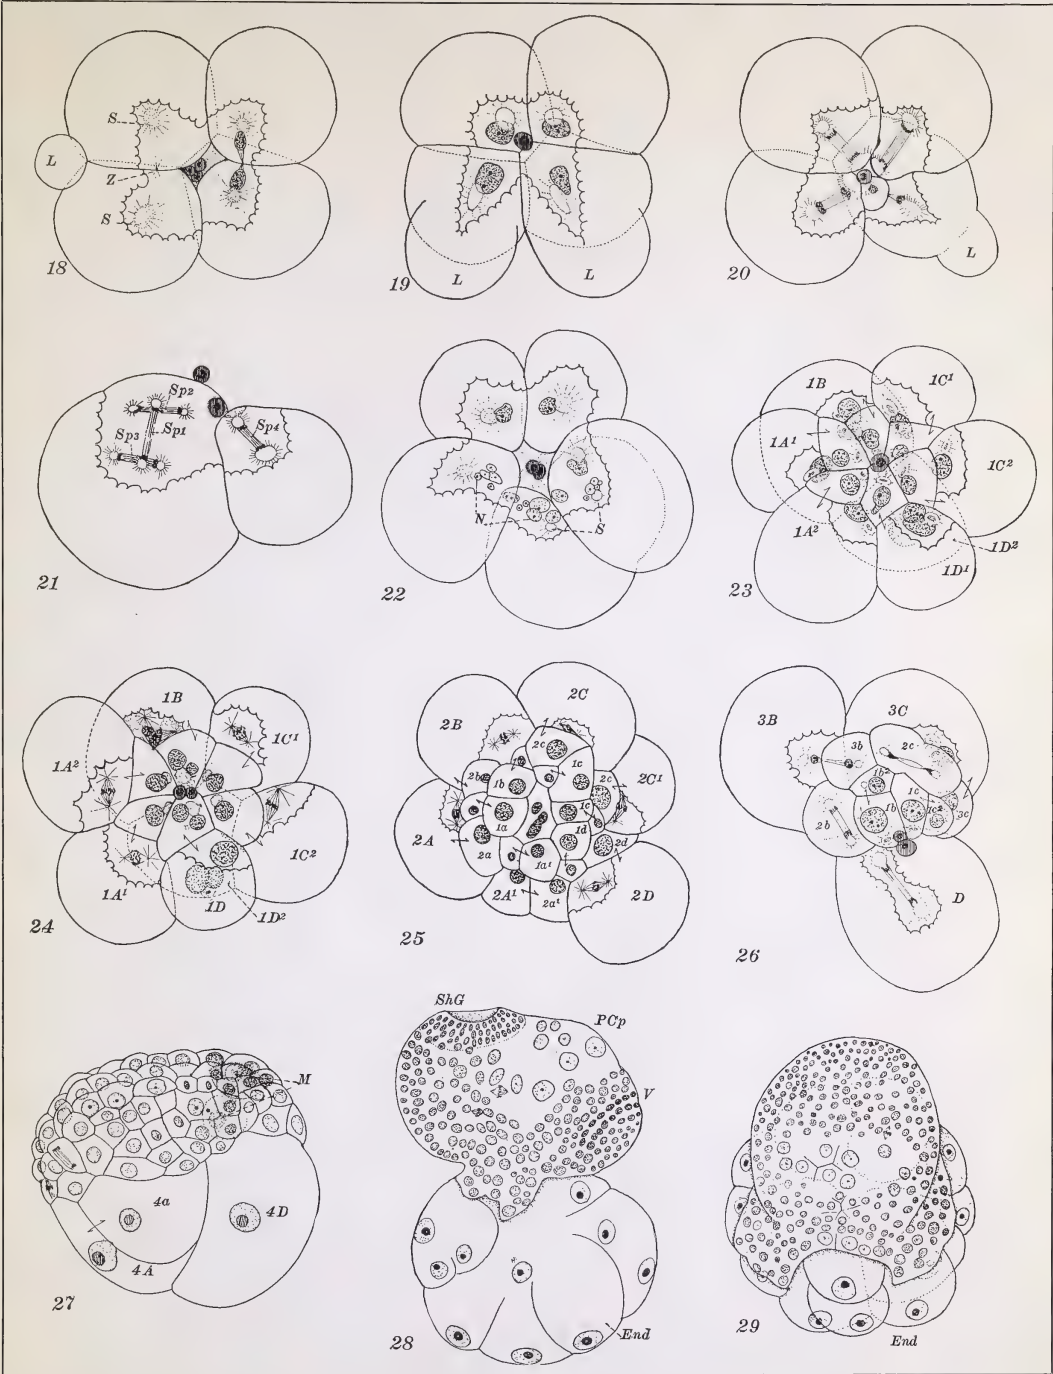 S
L
Z
S
18
L
L
19
L
20
Sp2
Sp1
Sp3
Sp4
21
N
S
22
1B
1C¹
1A¹
1C²
1A²
1D²
1D¹
23
1B
1C¹
1A²
1C²
1A¹
1D
1D²
24
2C
2B
2c
1c
2b
1b
2c
2C¹
1a
1c
2A
1d
2a
2d
1a¹
2A¹
2a¹
2D
25
3B
3C
3b
2c
1b²
1c
2b
1b
1c²
3c
D
26
M
4a
4D
4A
27
ShG
PCp
V
End
28
End
29